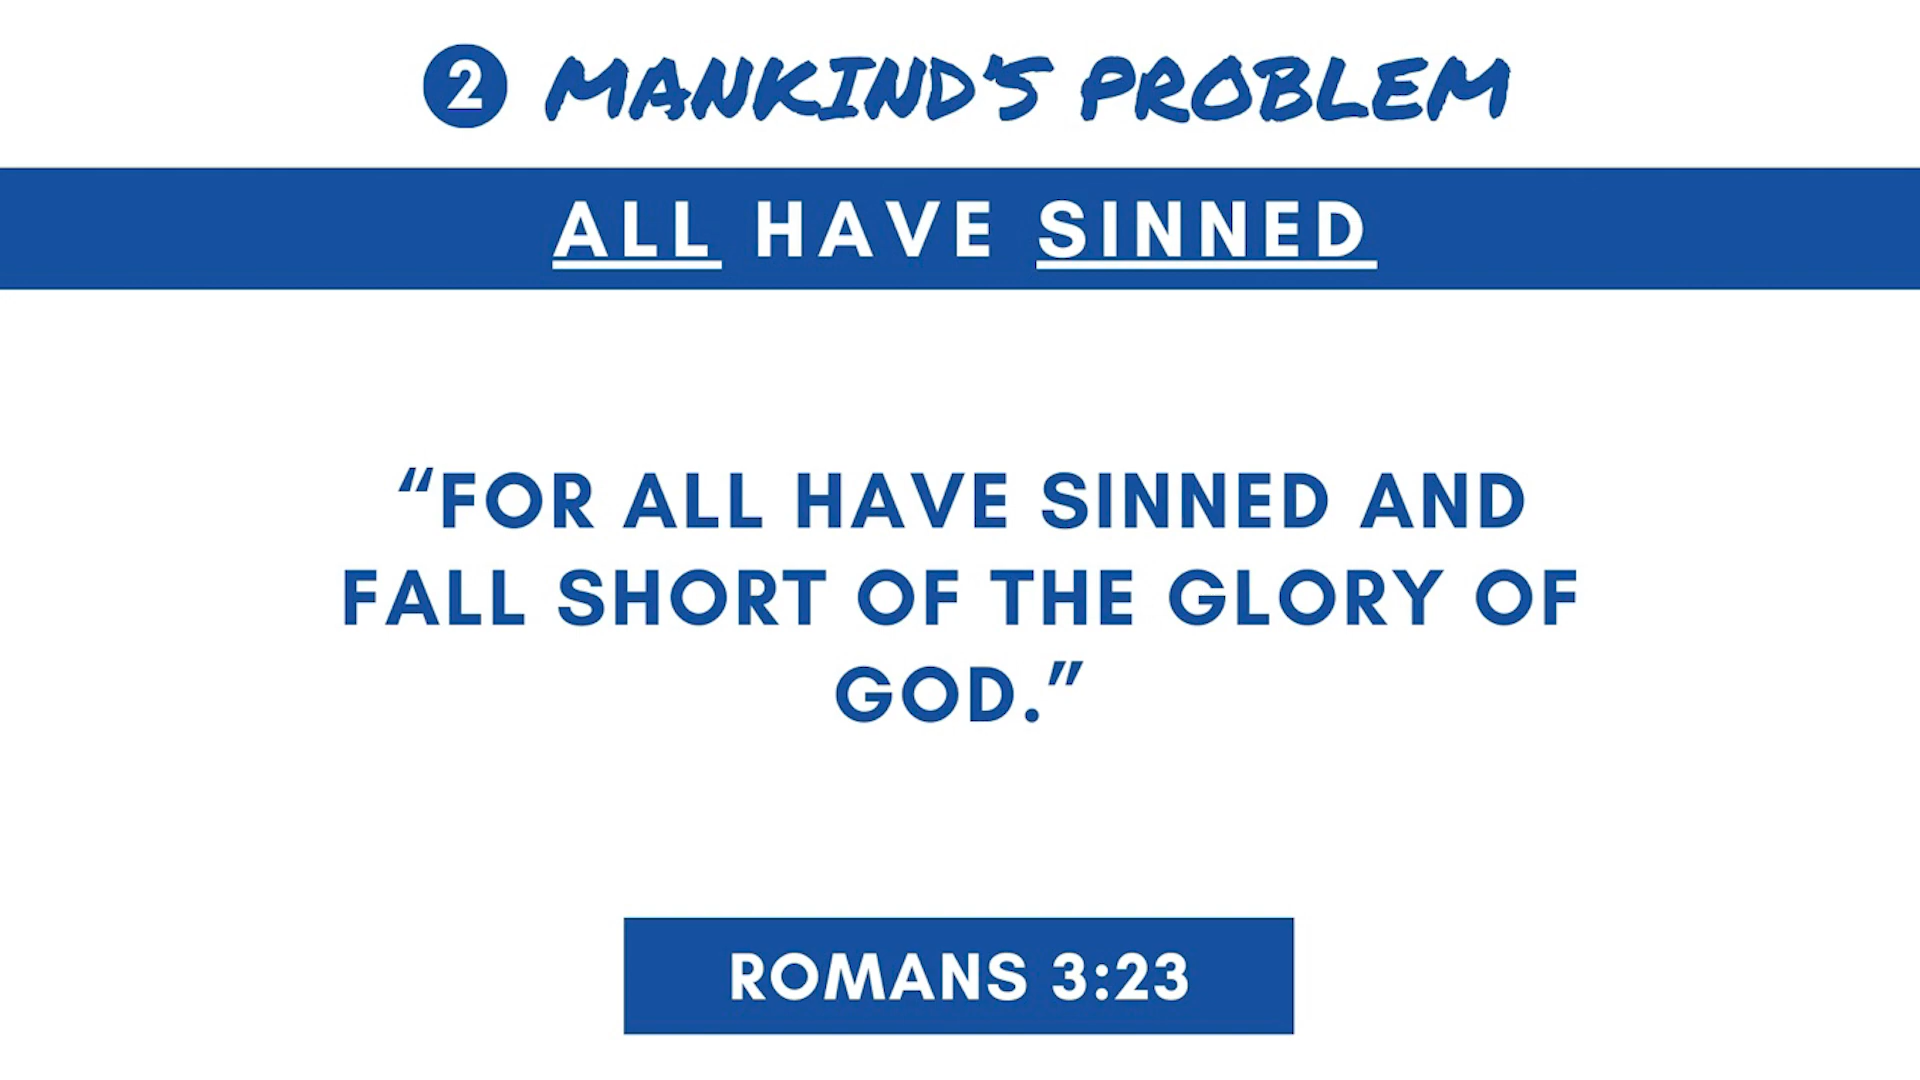 2 MANKIND'S PROBLEM
ALL HAVE SINNED
“FOR ALL HAVE SINNED AND
FALL SHORT OF THE GLORY OF
GOD.”
ROMANS 3:23